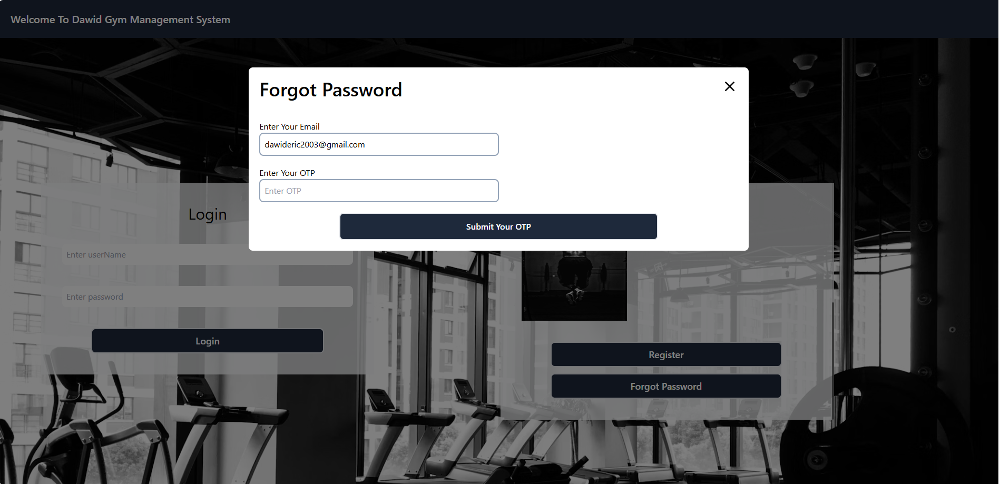 Welcome To Dawid Gym Management System
Forgot Password
Enter Your Email
dawideric2003@gmail.com
Enter Your OTP
Enter OTP
Submit Your OTP
Login
Enter userName
Enter password
Login
Register
Forgot Password